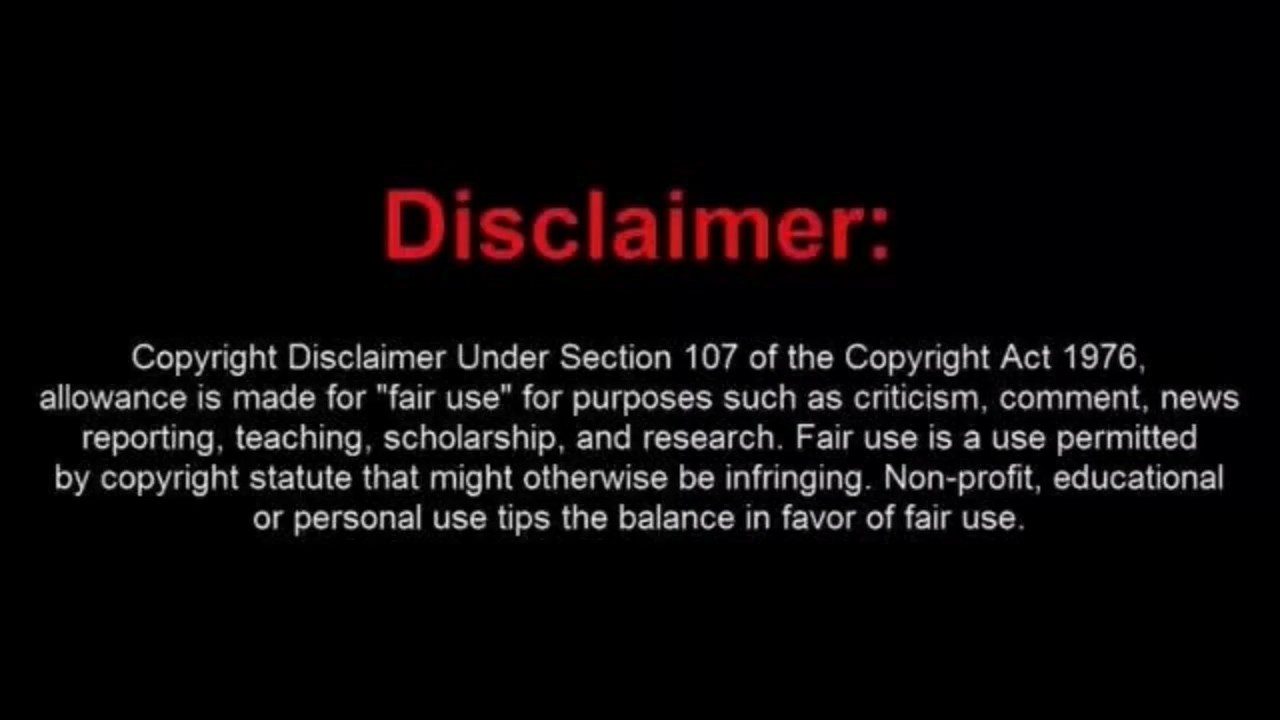 Disclaimer:
Copyright Disclaimer Under Section 107 of the Copyright Act 1976,
allowance is made for "fair use" for purposes such as criticism, comment, news
reporting, teaching, scholarship, and research. Fair use is a use permitted
by copyright statute that might otherwise be infringing. Non-profit, educational
or personal use tips the balance in favor of fair use.